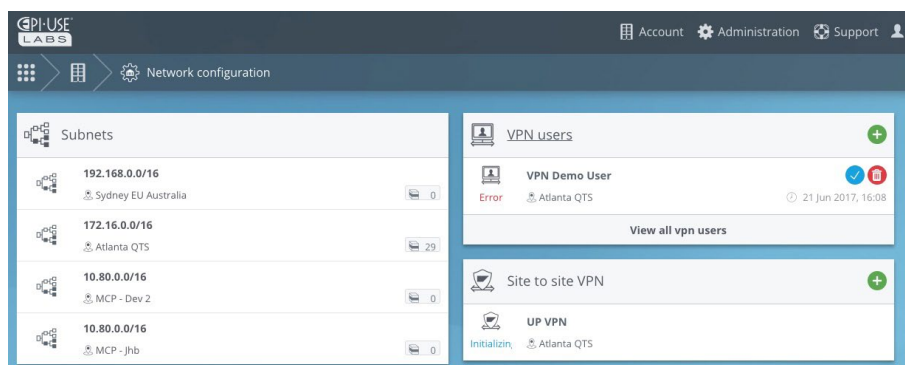 EPI-USE
LABS
Account
Administration
Support
Network configuration
Subnets
192.168.0.0/16
Sydney EU Australia
0
172.16.0.0/16
Atlanta QTS
29
10.80.0.0/16
MCP - Dev 2
0
10.80.0.0/16
MCP - Jhb
0
VPN users
VPN Demo User
Error
Atlanta QTS
21 Jun 2017, 16:08
View all vpn users
Site to site VPN
UP VPN
Initializin
Atlanta QTS